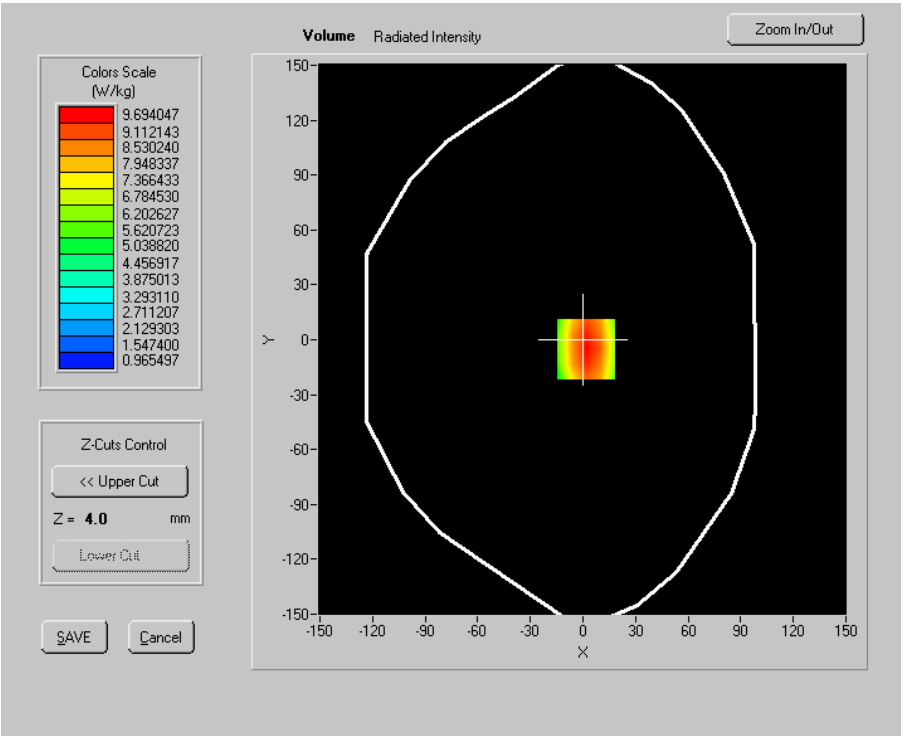 Volume Radiated Intensity
Zoom In/Out
Colors Scale
(W/kg)
9.694047
9.112143
8.530240
7.948337
7.366433
6.784530
6.202627
5.620723
5.038820
4.456917
3.875013
3.293110
2.711207
2.129303
1.547400
0.965497
Z-Cuts Control
<< Upper Cut
Z = 4.0 mm
Lower Cut
SAVE Cancel
150
120
90
60
30
Y 0
-30
-60
-90
-120
-150
-150 -120 -90 -60 -30 0 30 60 90 120 150
X